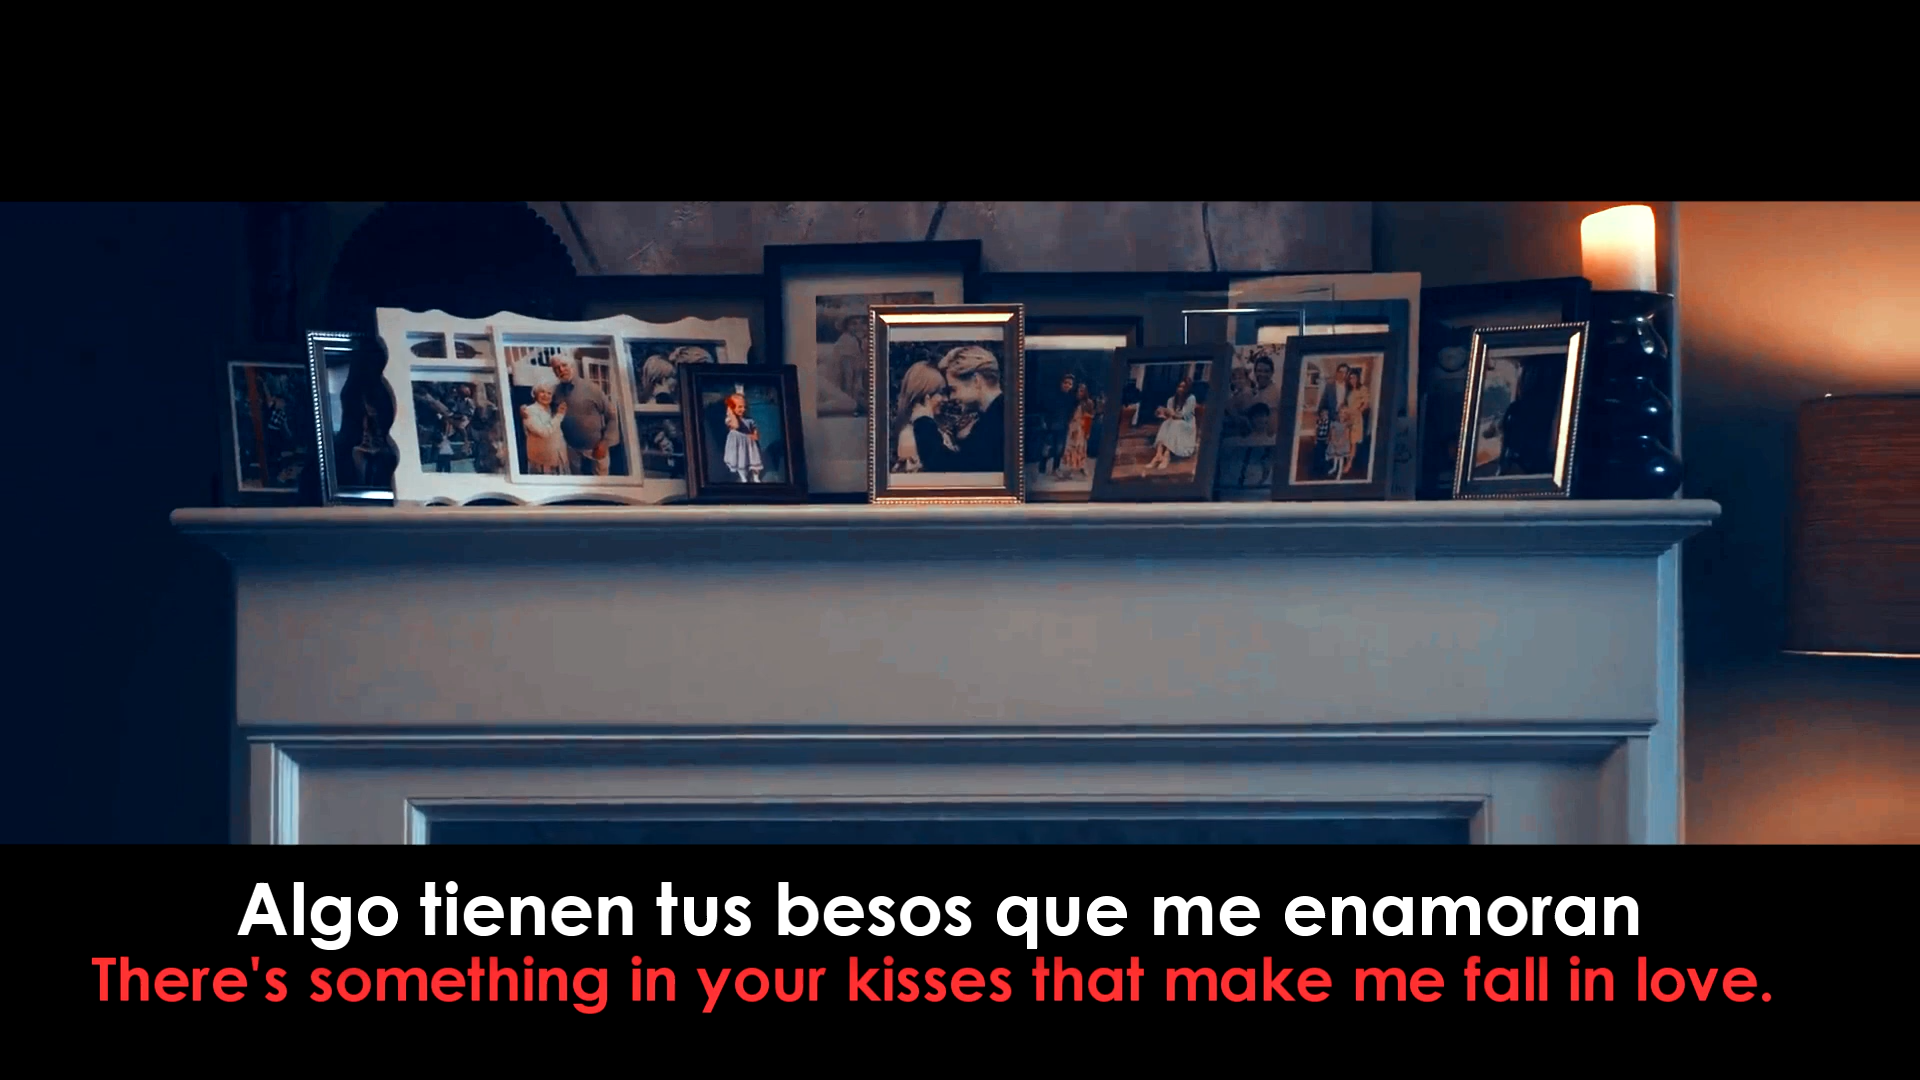 Algo tienen tus besos que me enamoran
There's something in your kisses that make me fall in love.